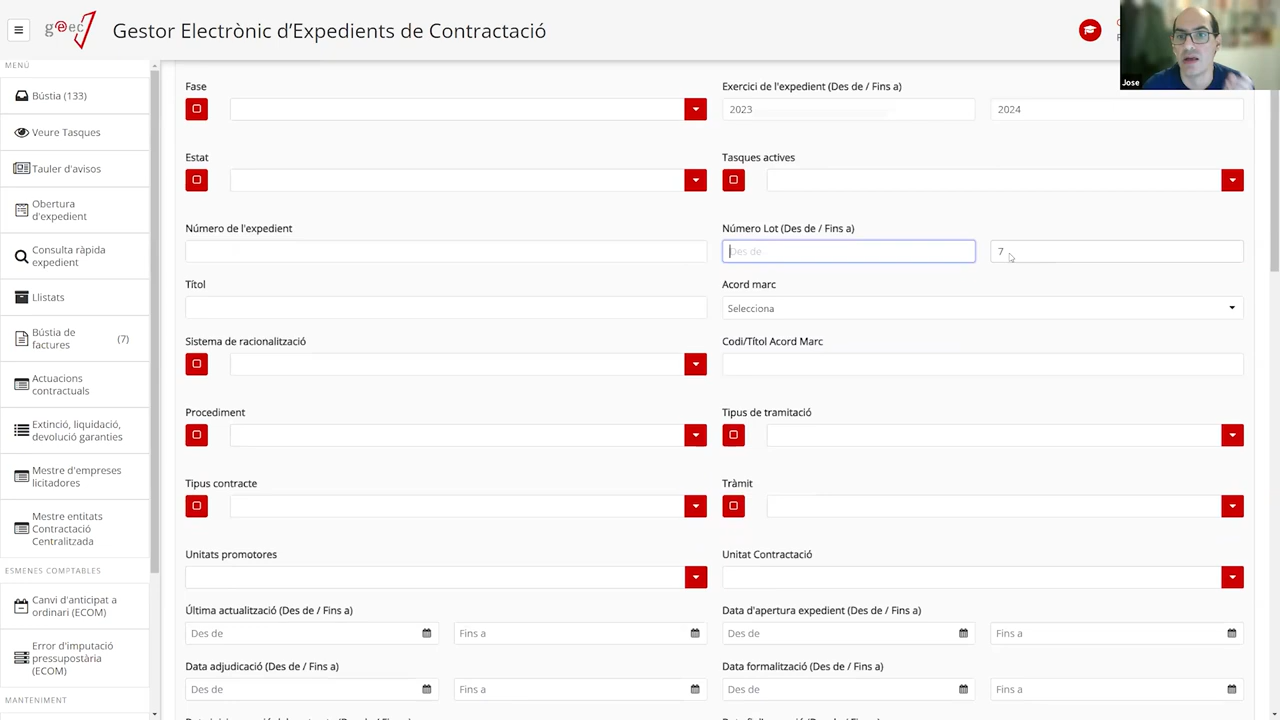 geec
Gestor Electrònic d'Expedients de Contractació
Jose
MENÚ
Bústia (133)
Veure Tasques
Tauler d'avisos
Obertura
d'expedient
Consulta ràpida
expedient
Llistats
Bústia de
factures
(7)
Actuacions
contractuals
Extinció, liquidació,
devolució garanties
Mestre d'empreses
licitadores
Mestre entitats
Contractació
Centralitzada
ESMENES COMPTABLES
Canvi d'anticipat a
ordinari (ECOM)
Error d'imputació
pressupostària
(ECOM)
MANTENIMENT
Fase
Exercici de l'expedient (Des de / Fins a)
2023
2024
Estat
Tasques actives
Número de l'expedient
Número Lot (Des de / Fins a)
Des de
7
Títol
Acord marc
Selecciona
Sistema de racionalització
Codi/Títol Acord Marc
Procediment
Tipus de tramitació
Tipus contracte
Tràmit
Unitats promotores
Unitat Contractació
Última actualització (Des de / Fins a)
Data d'apertura expedient (Des de / Fins a)
Des de
Fins a
Des de
Fins a
Data adjudicació (Des de / Fins a)
Data formalització (Des de / Fins a)
Des de
Fins a
Des de
Fins a